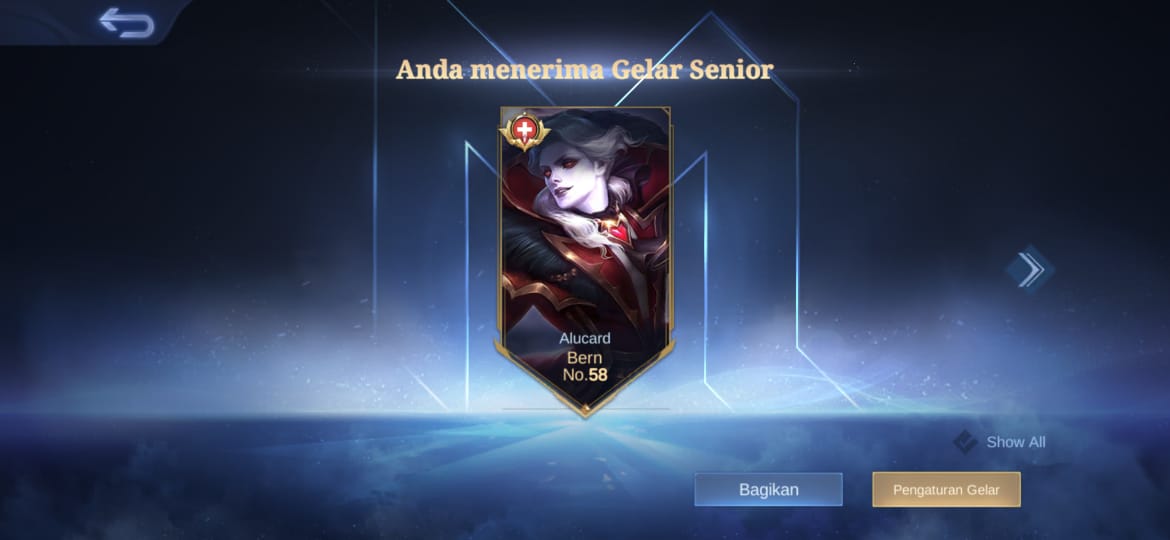 Anda menerima Gelar Senior
Alucard
Bern
No.58
Show All
Bagikan
Pengaturan Gelar